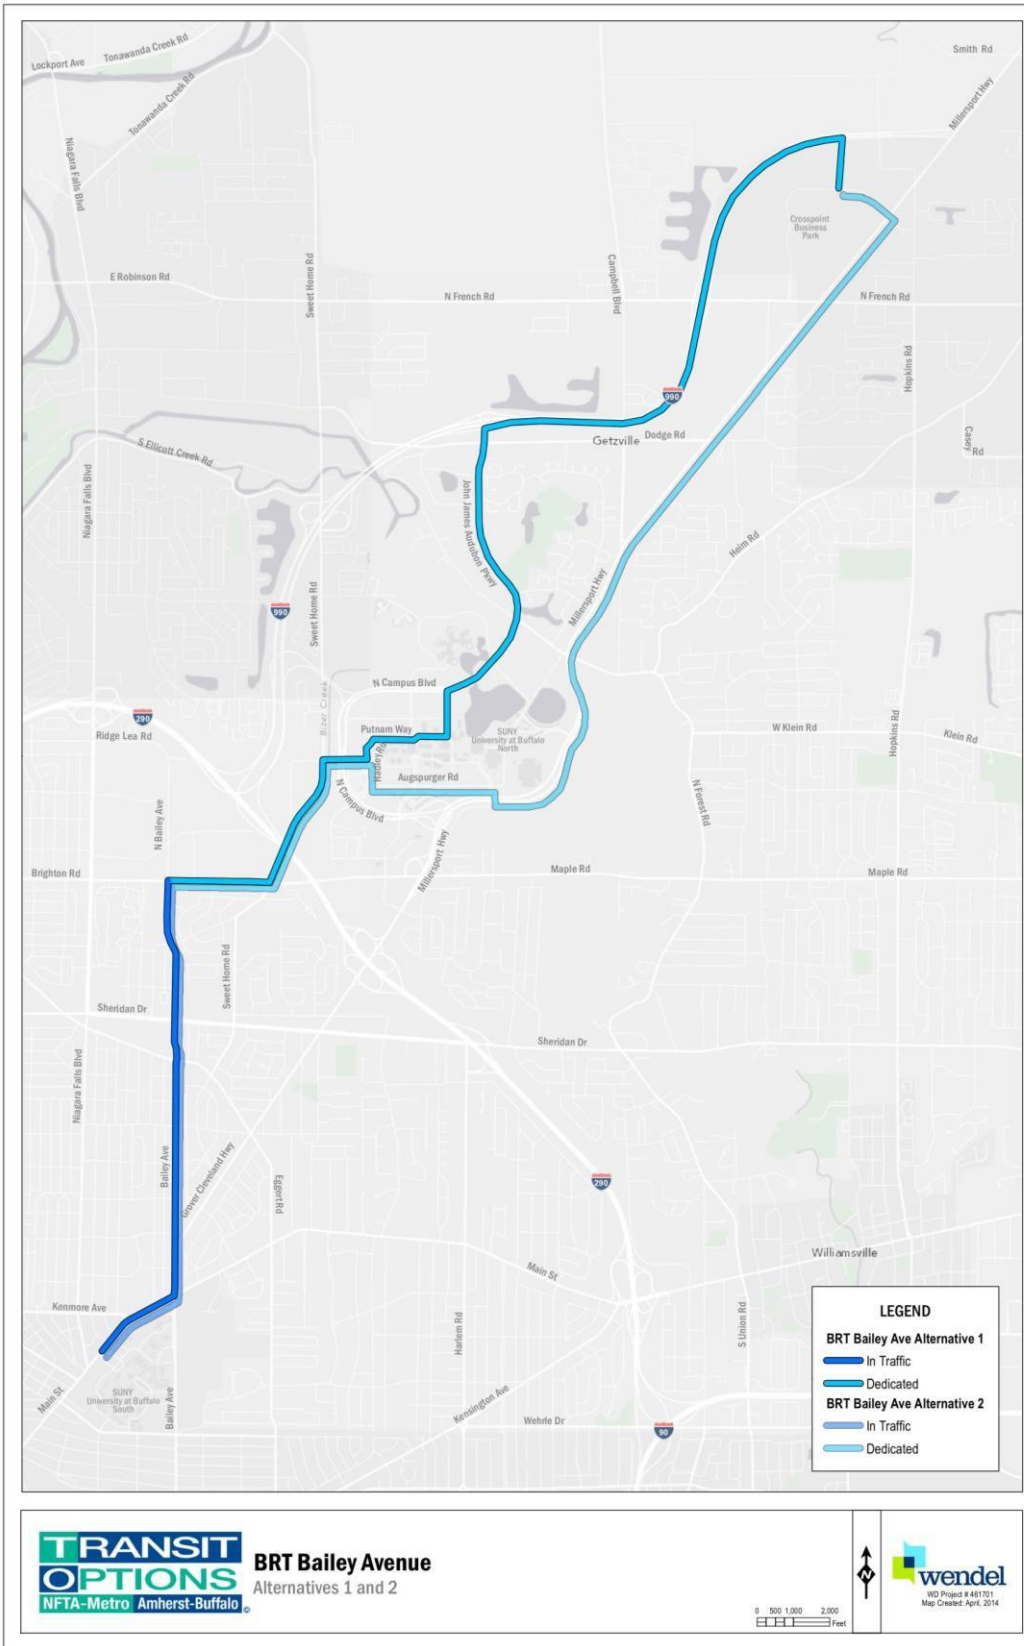 Smith Rd
Tonawanda Creek Rd
Lockport Ave
Tonawanda Creek Rd
Millersport Hwy
Niagara Falls Blvd
Crosspoint
Business
Park
Sweet Home Rd
Campbell Blvd
E Robinson Rd
N French Rd
N French Rd
Hopkins Rd
990
Getzville
Dodge Rd
Casey
Rd
S Ellicott Creek Rd
Niagara Falls Blvd
John James Audubon Pkwy
Heim Rd
Millersport Hwy
990
Sweet Home Rd
N Campus Blvd
Bizer Creek
290
Ridge Lea Rd
Putnam Way
SUNY
University at Buffalo
North
W Klein Rd
Hopkins Rd
Klein Rd
Hadley Rd
Augspurger Rd
N Campus Blvd
N Forest Rd
N Bailey Ave
Millersport Hwy
Brighton Rd
Maple Rd
Maple Rd
Sweet Home Rd
Sheridan Dr
Sheridan Dr
Niagara Falls Blvd
Bailey Ave
Grover Cleveland Hwy
Eggert Rd
290
Williamsville
Main St
Kenmore Ave
Harlem Rd
S Union Rd
Main St
SUNY
University at Buffalo
South
Bailey Ave
Kensington Ave
Wehrle Dr
90
LEGEND
BRT Bailey Ave Alternative 1
In Traffic
Dedicated
BRT Bailey Ave Alternative 2
In Traffic
Dedicated
TRANSIT
OPTIONS
NFTA-Metro Amherst-Buffalo ©
BRT Bailey Avenue
Alternatives 1 and 2
0 500 1,000 2,000
Feet
N
wendel
WD Project # 461701
Map Created: April, 2014